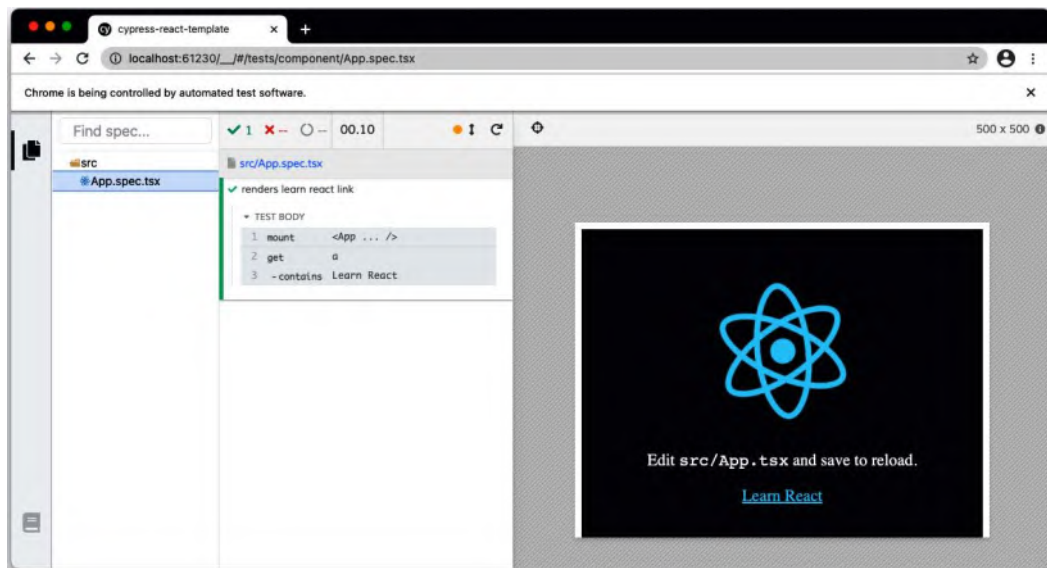 cypress-react-template
localhost:61230/__/#/tests/component/App.spec.tsx
Chrome is being controlled by automated test software.
Find spec...
1 -- -- 00.10
500 x 500
src
App.spec.tsx
src/App.spec.tsx
renders learn react link
TEST BODY
1 mount <App ... />
2 get a
3 -contains Learn React
Edit src/App.tsx and save to reload.
Learn React